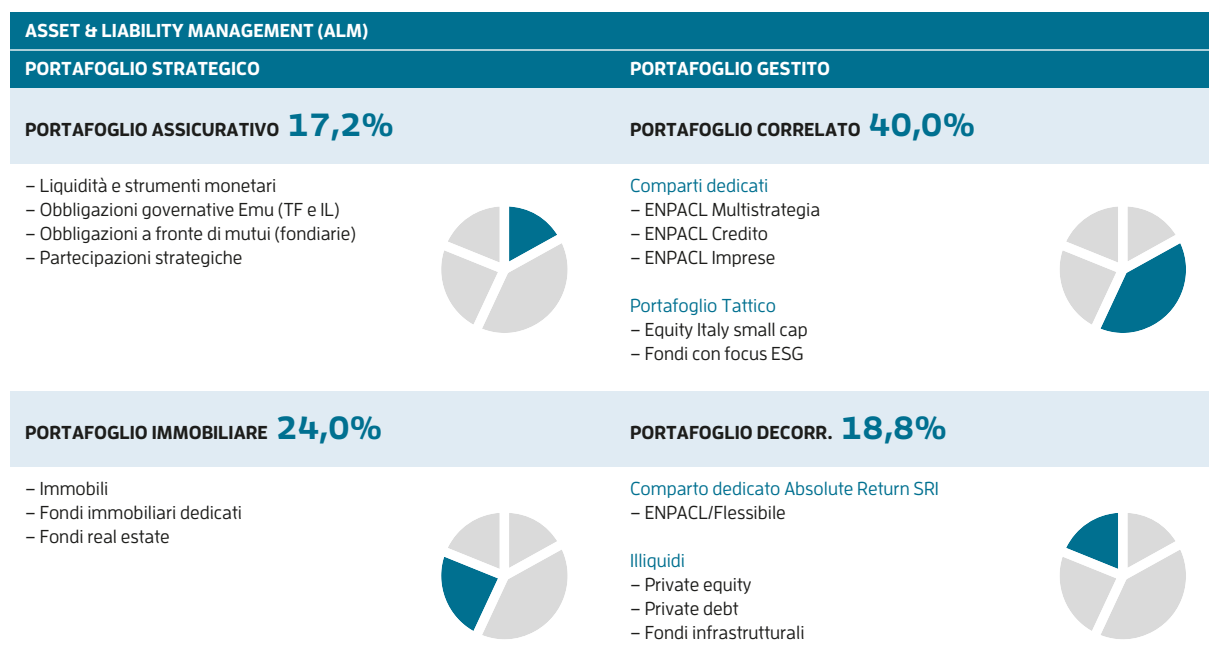 ASSET & LIABILITY MANAGEMENT (ALM)
PORTAFOGLIO STRATEGICO
PORTAFOGLIO GESTITO
PORTAFOGLIO ASSICURATIVO 17,2%
– Liquidità e strumenti monetari
– Obbligazioni governative Emu (TF e IL)
– Obbligazioni a fronte di mutui (fondiarie)
– Partecipazioni strategiche
PORTAFOGLIO CORRELATO 40,0%
Comparti dedicati
– ENPACL Multistrategia
– ENPACL Credito
– ENPACL Imprese
Portafoglio Tattico
– Equity Italy small cap
– Fondi con focus ESG
PORTAFOGLIO IMMOBILIARE 24,0%
– Immobili
– Fondi immobiliari dedicati
– Fondi real estate
PORTAFOGLIO DECORR. 18,8%
Comparto dedicato Absolute Return SRI
– ENPACL/Flessibile
Illiquidi
– Private equity
– Private debt
– Fondi infrastrutturali